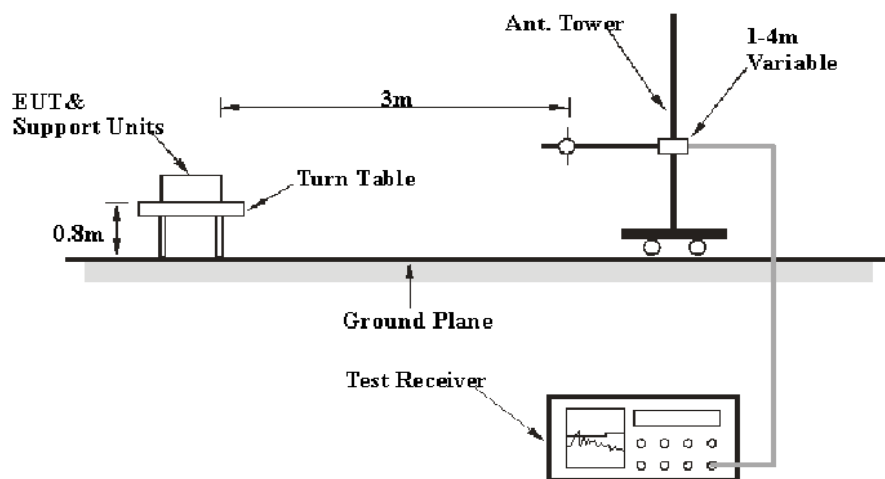 Ant. Tower
1-4m
Variable
3m
EUT &
Support Units
Turn Table
0.8m
Ground Plane
Test Receiver